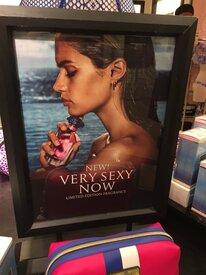 NEW!
VERY SEXY
NOW
LIMITED EDITION FRAGRANCE